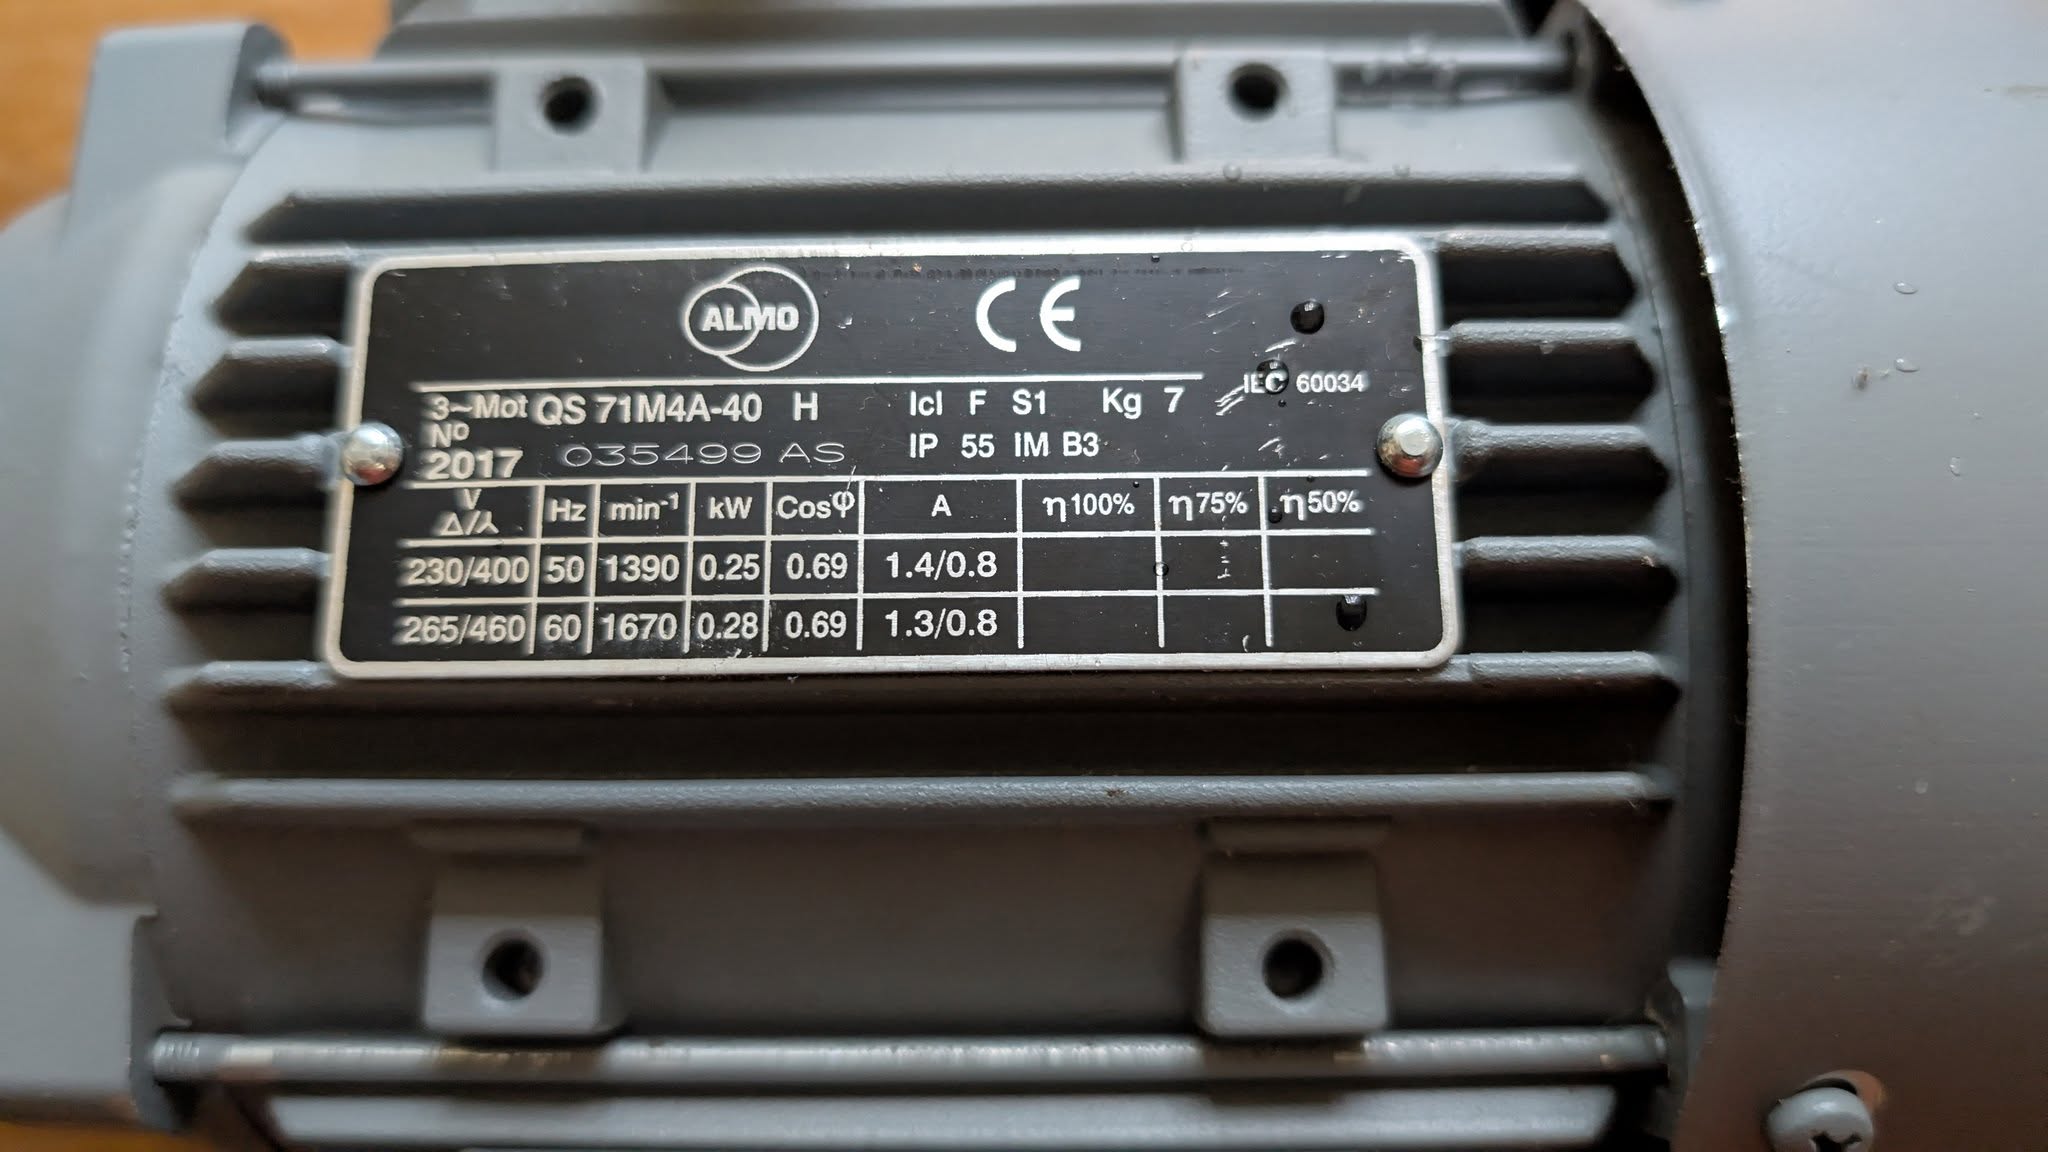 ALMO
CE
3~Mot QS 71M4A-40 H Icl F S1 Kg 7 IEC 60034
Nº
2017 035499 AS IP 55 IM B3
V
Δ/⅄ Hz min⁻¹ kW Cosφ A η100% η75% η50%
230/400 50 1390 0.25 0.69 1.4/0.8
265/460 60 1670 0.28 0.69 1.3/0.8